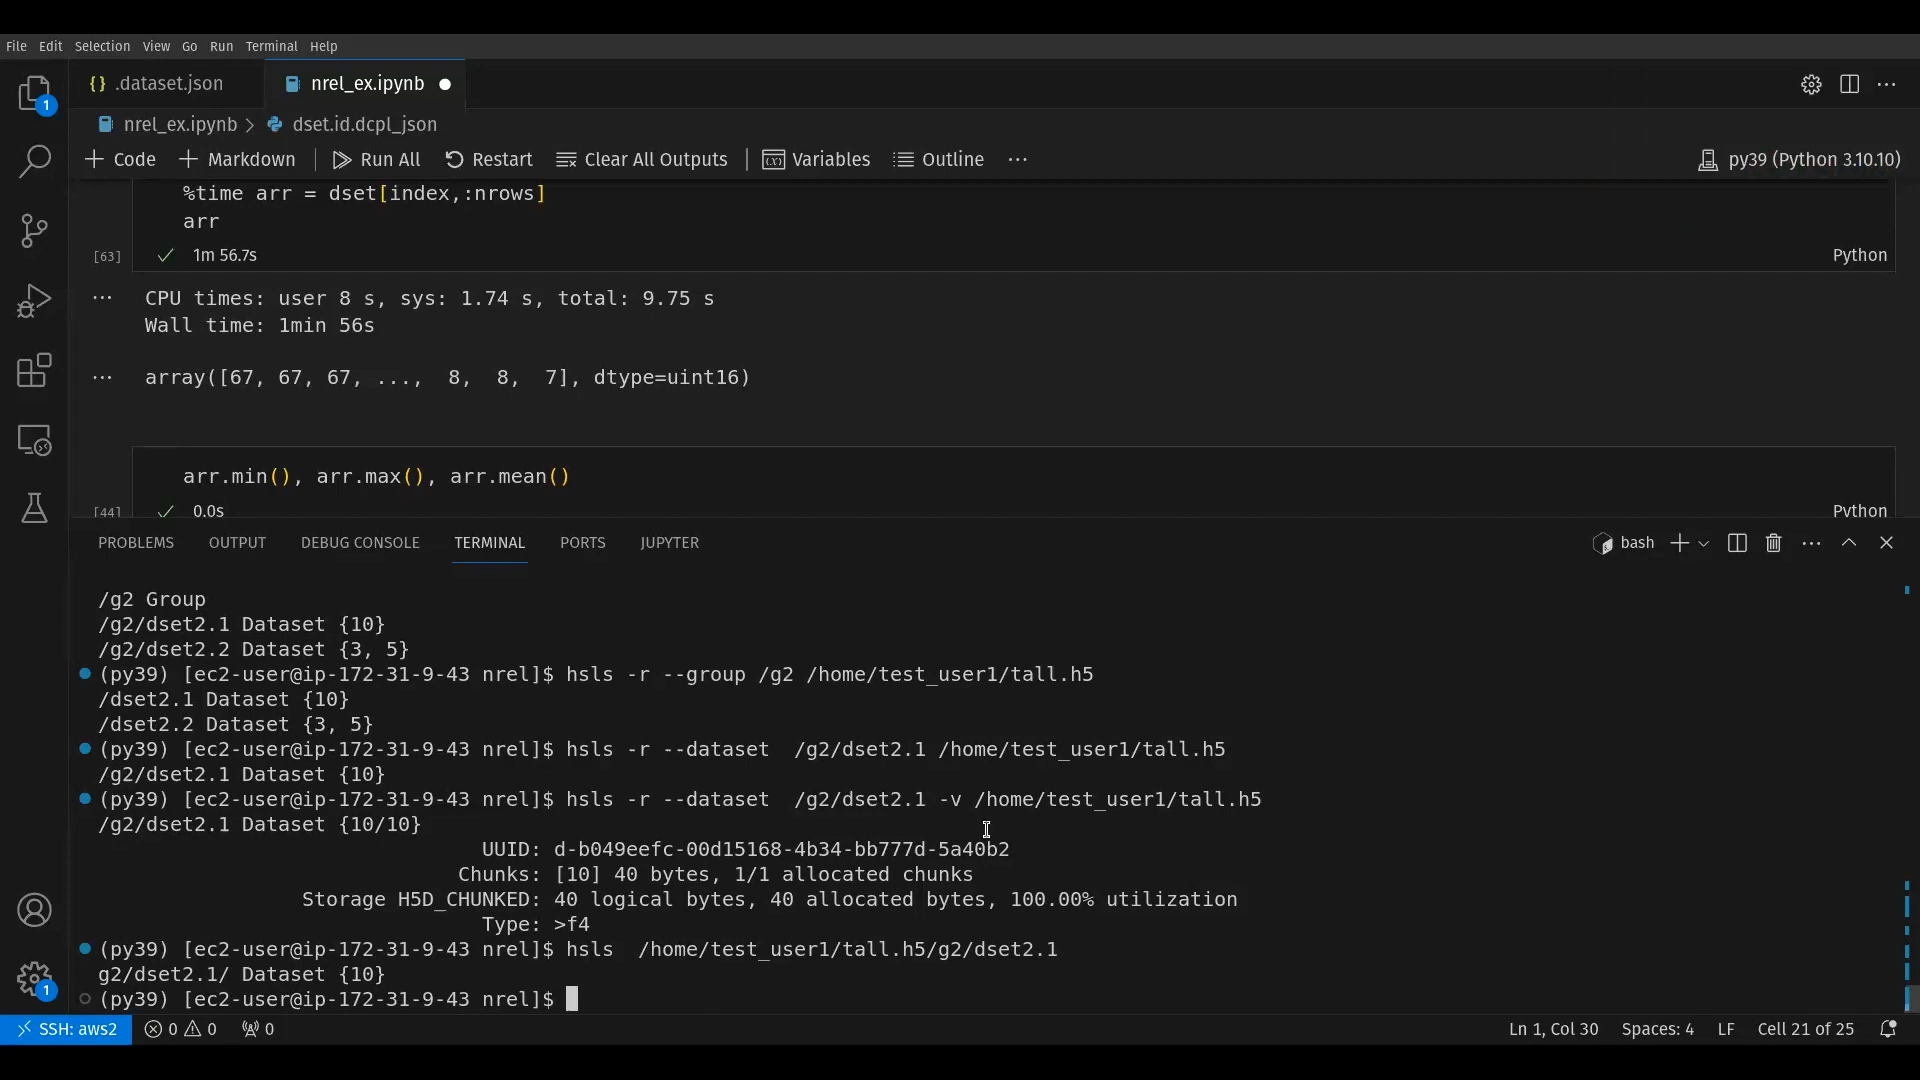 File Edit Selection View Go Run Terminal Help
{} .dataset.json nrel_ex.ipynb
nrel_ex.ipynb > dset.id.dcpl_json
+ Code + Markdown Run All Restart Clear All Outputs Variables Outline ... py39 (Python 3.10.10)
%time arr = dset[index,:nrows]
arr
[63] ✓ 1m 56.7s Python
... CPU times: user 8 s, sys: 1.74 s, total: 9.75 s
Wall time: 1min 56s
... array([67, 67, 67, ..., 8, 8, 7], dtype=uint16)
arr.min(), arr.max(), arr.mean()
[44] ✓ 0.0s Python
PROBLEMS OUTPUT DEBUG CONSOLE TERMINAL PORTS JUPYTER bash
/g2 Group
/g2/dset2.1 Dataset {10}
/g2/dset2.2 Dataset {3, 5}
(py39) [ec2-user@ip-172-31-9-43 nrel]$ hsls -r --group /g2 /home/test_user1/tall.h5
/dset2.1 Dataset {10}
/dset2.2 Dataset {3, 5}
(py39) [ec2-user@ip-172-31-9-43 nrel]$ hsls -r --dataset  /g2/dset2.1 /home/test_user1/tall.h5
/g2/dset2.1 Dataset {10}
(py39) [ec2-user@ip-172-31-9-43 nrel]$ hsls -r --dataset  /g2/dset2.1 -v /home/test_user1/tall.h5
/g2/dset2.1 Dataset {10/10}
UUID: d-b049eefc-00d15168-4b34-bb777d-5a40b2
Chunks: [10] 40 bytes, 1/1 allocated chunks
Storage H5D_CHUNKED: 40 logical bytes, 40 allocated bytes, 100.00% utilization
Type: >f4
(py39) [ec2-user@ip-172-31-9-43 nrel]$ hsls  /home/test_user1/tall.h5/g2/dset2.1
g2/dset2.1/ Dataset {10}
(py39) [ec2-user@ip-172-31-9-43 nrel]$
1
1
SSH: aws2 0 0 0 Ln 1, Col 30 Spaces: 4 LF Cell 21 of 25